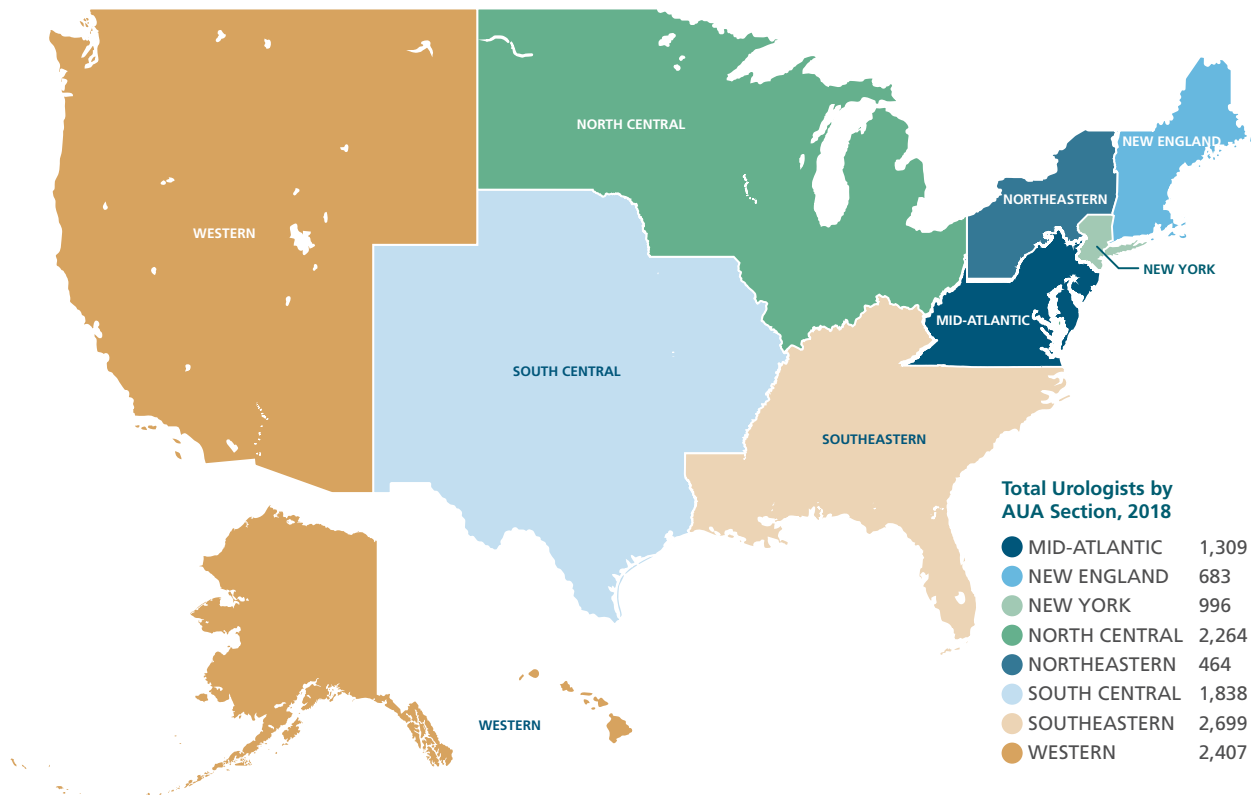 NORTH CENTRAL
NEW ENGLAND
NORTHEASTERN
WESTERN
NEW YORK
MID-ATLANTIC
SOUTH CENTRAL
SOUTHEASTERN
WESTERN
Total Urologists by
AUA Section, 2018
MID-ATLANTIC 1,309
NEW ENGLAND 683
NEW YORK 996
NORTH CENTRAL 2,264
NORTHEASTERN 464
SOUTH CENTRAL 1,838
SOUTHEASTERN 2,699
WESTERN 2,407